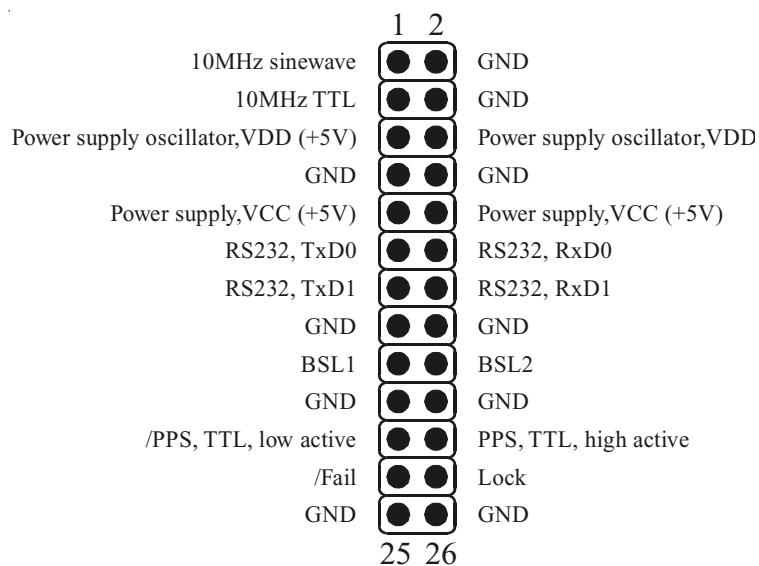 1 2
10MHz sinewave GND
10MHz TTL GND
Power supply oscillator,VDD (+5V) Power supply oscillator,VDD
GND GND
Power supply,VCC (+5V) Power supply,VCC (+5V)
RS232, TxD0 RS232, RxD0
RS232, TxD1 RS232, RxD1
GND GND
BSL1 BSL2
GND GND
/PPS, TTL, low active PPS, TTL, high active
/Fail Lock
GND GND
25 26